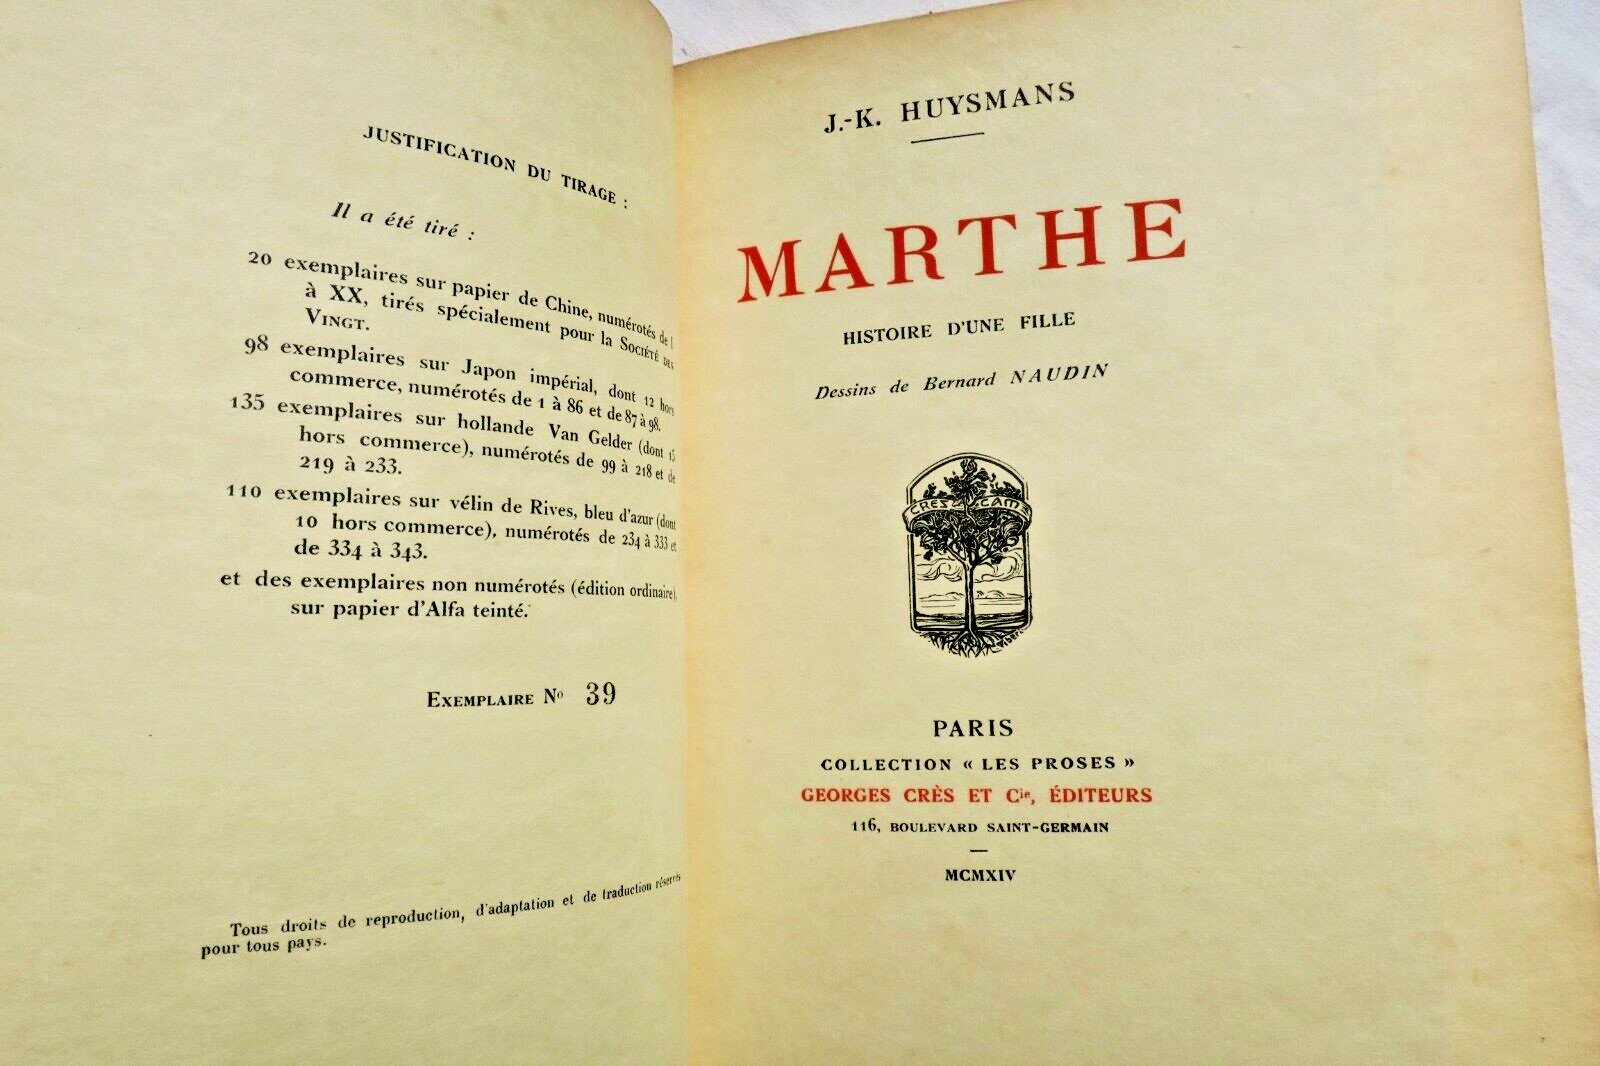 JUSTIFICATION DU TIRAGE :
Il a été tiré :
20 exemplaires sur papier de Chine, numérotés de I
à XX, tirés spécialement pour la SOCIÉTÉ DES
VINGT.
98 exemplaires sur Japon impérial, dont 12 hors
commerce, numérotés de 1 à 86 et de 87 à 98.
135 exemplaires sur hollande Van Gelder (dont 15
hors commerce), numérotés de 99 à 218 et de
219 à 233.
110 exemplaires sur vélin de Rives, bleu d'azur (dont
10 hors commerce), numérotés de 234 à 333 et
de 334 à 343.
et des exemplaires non numérotés (édition ordinaire),
sur papier d'Alfa teinté.
EXEMPLAIRE No 39
Tous droits de reproduction, d'adaptation et de traduction réservés
pour tous pays.
J.-K. HUYSMANS
MARTHE
HISTOIRE D'UNE FILLE
Dessins de Bernard NAUDIN
CRES CAM
PARIS
COLLECTION « LES PROSES »
GEORGES CRÈS ET Cie, ÉDITEURS
116, BOULEVARD SAINT-GERMAIN
MCMXIV